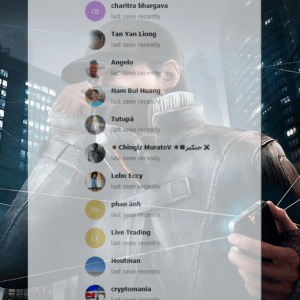 CB
charitra bhargava
last seen recently
Tan Yan Liong
last seen recently
Angelo
last seen recently
Nam Bui Hoang
last seen recently
Tutupá
last seen recently
Chingiz MuratoV
last seen recently
Lebo Eccy
last seen recently
phan anh
last seen recently
Live Trading
last seen recently
Houtman
last seen recently
cryptomania
last seen recently